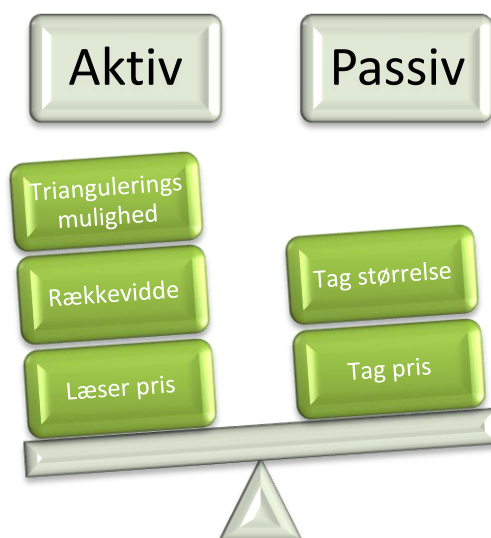 Aktiv
Passiv
Triangulerings
mulighed
Rækkevidde
Læser pris
Tag størrelse
Tag pris